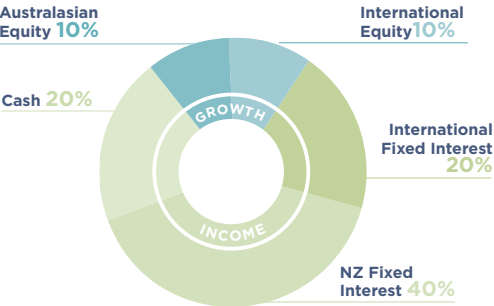 Australasian
Equity 10%
International
Equity10%
Cash 20%
GROWTH
International
Fixed Interest
20%
INCOME
NZ Fixed
Interest 40%